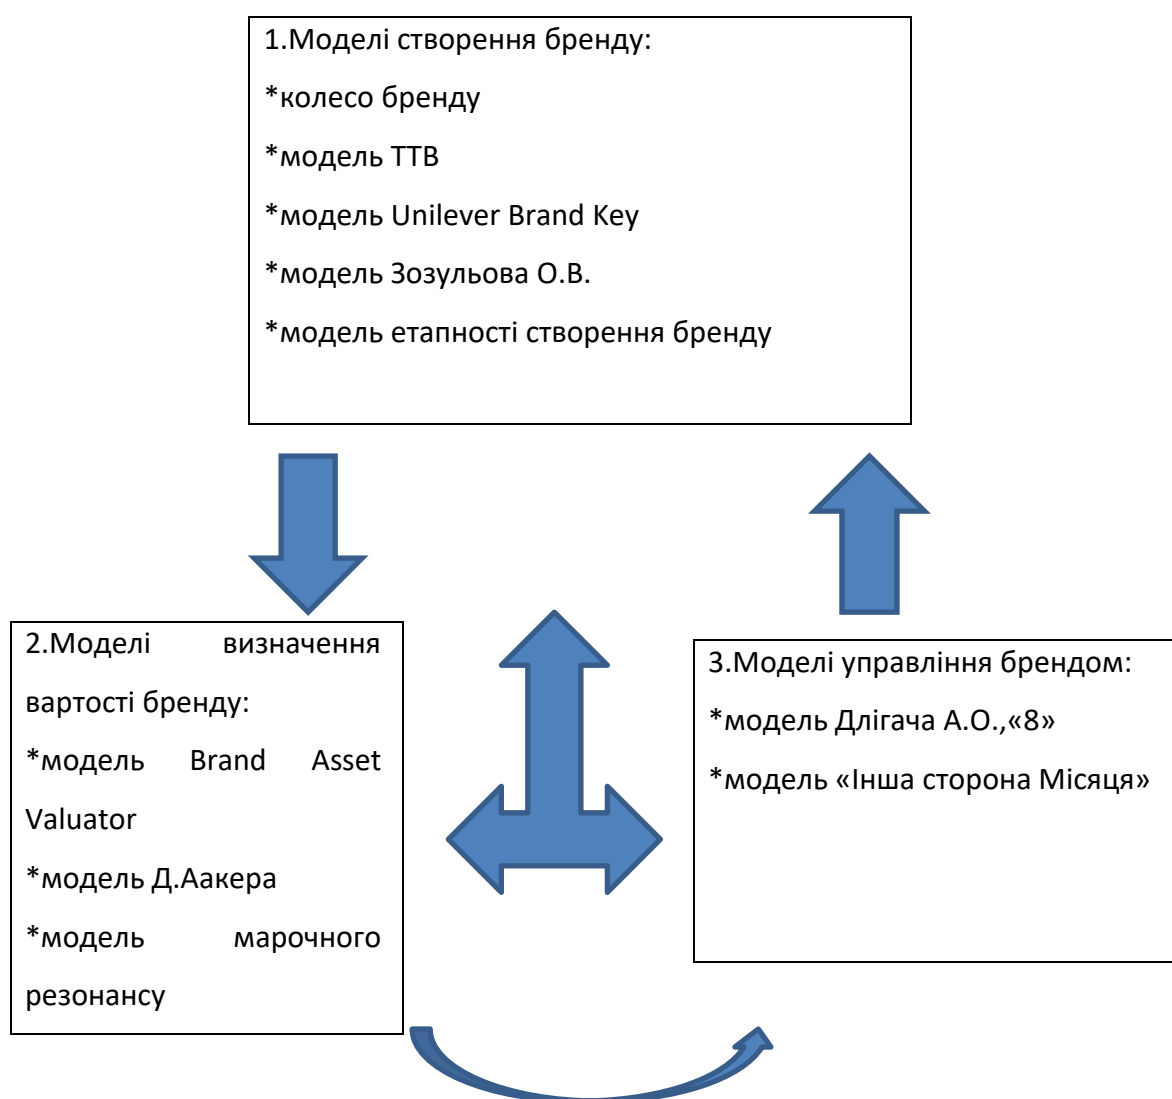 1.Моделі створення бренду:
*колесо бренду
*модель ТТВ
*модель Unilever Brand Key
*модель Зозульова О.В.
*модель етапності створення бренду
2.Моделі визначення
вартості бренду:
*модель Brand Asset
Valuator
*модель Д.Аакера
*модель марочного
резонансу
3.Моделі управління брендом:
*модель Длігача А.О.,«8»
*модель «Інша сторона Місяця»